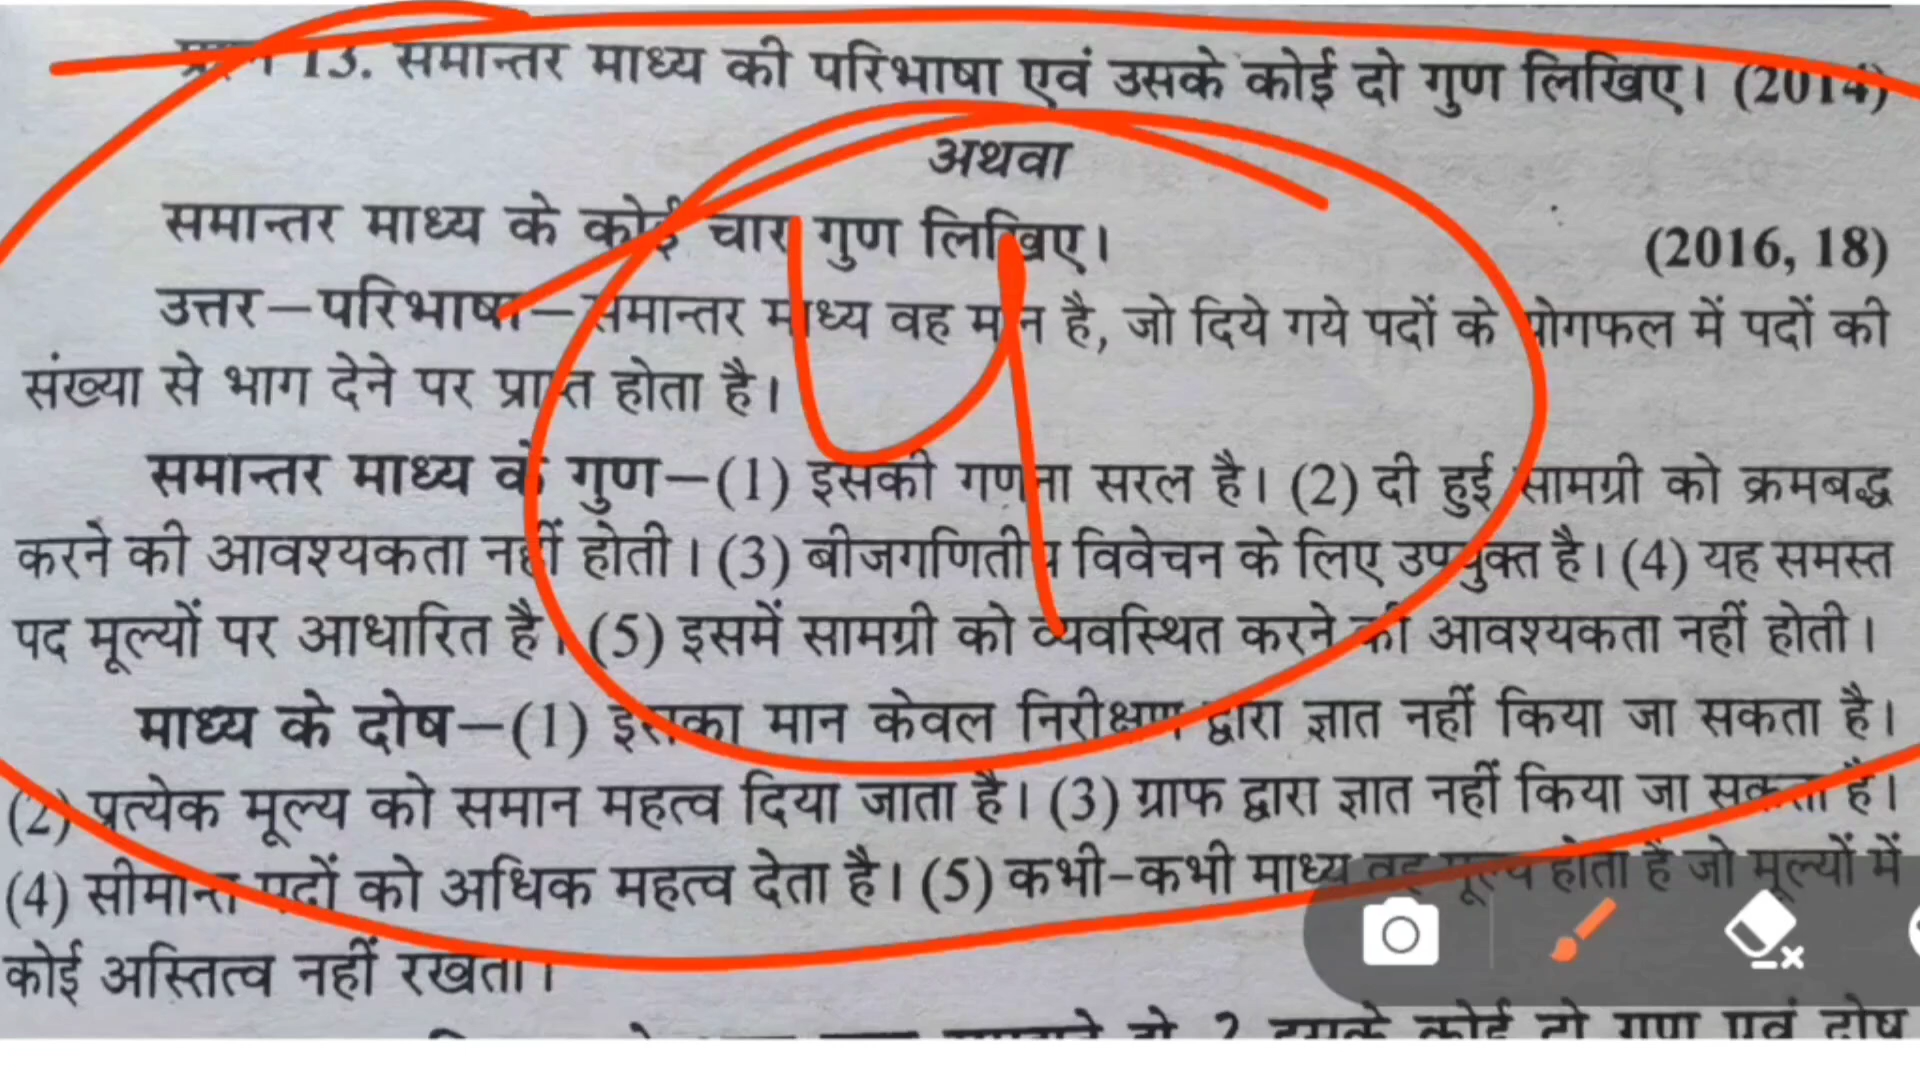 प्रश्न 13. समान्तर माध्य की परिभाषा एवं उसके कोई दो गुण लिखिए। (2014)
अथवा
समान्तर माध्य के कोई चार गुण लिखिए। (2016, 18)
उत्तर–परिभाषा–समान्तर माध्य वह मान है, जो दिये गये पदों के योगफल में पदों की
संख्या से भाग देने पर प्राप्त होता है।
समान्तर माध्य के गुण–(1) इसकी गणना सरल है। (2) दी हुई सामग्री को क्रमबद्ध
करने की आवश्यकता नहीं होती। (3) बीजगणितीय विवेचन के लिए उपयुक्त है। (4) यह समस्त
पद मूल्यों पर आधारित है। (5) इसमें सामग्री को व्यवस्थित करने की आवश्यकता नहीं होती।
माध्य के दोष–(1) इसका मान केवल निरीक्षण द्वारा ज्ञात नहीं किया जा सकता है।
(2) प्रत्येक मूल्य को समान महत्व दिया जाता है। (3) ग्राफ द्वारा ज्ञात नहीं किया जा सकता है।
(4) सीमान्त पदों को अधिक महत्व देता है। (5) कभी-कभी माध्य वह मूल्य होता है जो मूल्यों में
कोई अस्तित्व नहीं रखता।
? इसके कोई दो गुण एवं दोष